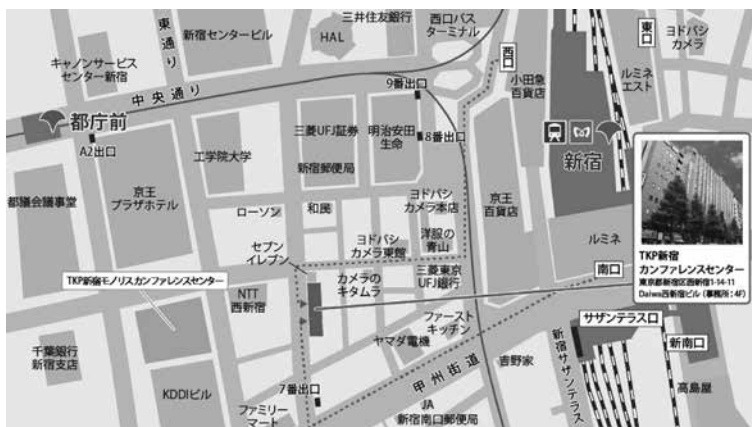 三井住友銀行
西口バス
ターミナル
東通り
新宿センタービル
HAL
東口
ヨドバシ
カメラ
西口
キャノンサービス
センター新宿
中央通り
9番出口
小田急
百貨店
ルミネ
エスト
都庁前
A2出口
三菱UFJ証券
明治安田
生命
8番出口
新宿
工学院大学
新宿郵便局
都議会議事堂
京王
プラザホテル
ローソン
和民
ヨドバシ
カメラ本店
京王
百貨店
セブン
イレブン
ヨドバシ
カメラ東館
洋服の
青山
ルミネ
TKP新宿
カンファレンスセンター
東京都新宿区西新宿1-14-11
Daiwa西新宿ビル (事務所:4F)
TKP新宿モノリスカンファレンスセンター
NTT
西新宿
カメラの
キタムラ
三菱東京
UFJ銀行
南口
ファースト
キッチン
サザンテラス口
千葉銀行
新宿支店
ヤマダ電機
新南口
甲州街道
吉野家
新宿サザンテラス
高島屋
KDDIビル
7番出口
ファミリー
マート
JA
新宿南口郵便局